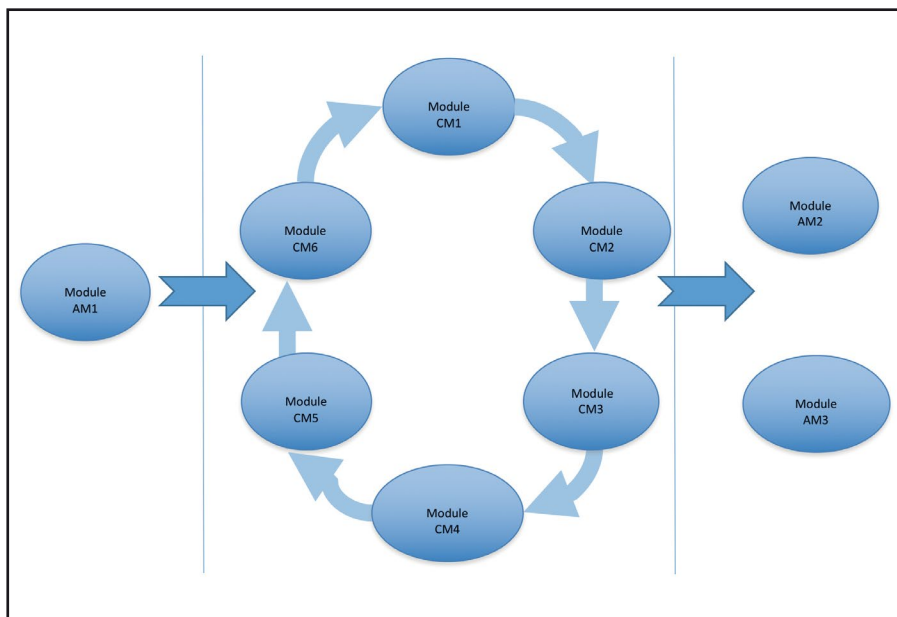 Module
CM1
Module
AM2
Module
CM6
Module
CM2
Module
AM1
Module
CM5
Module
CM3
Module
AM3
Module
CM4